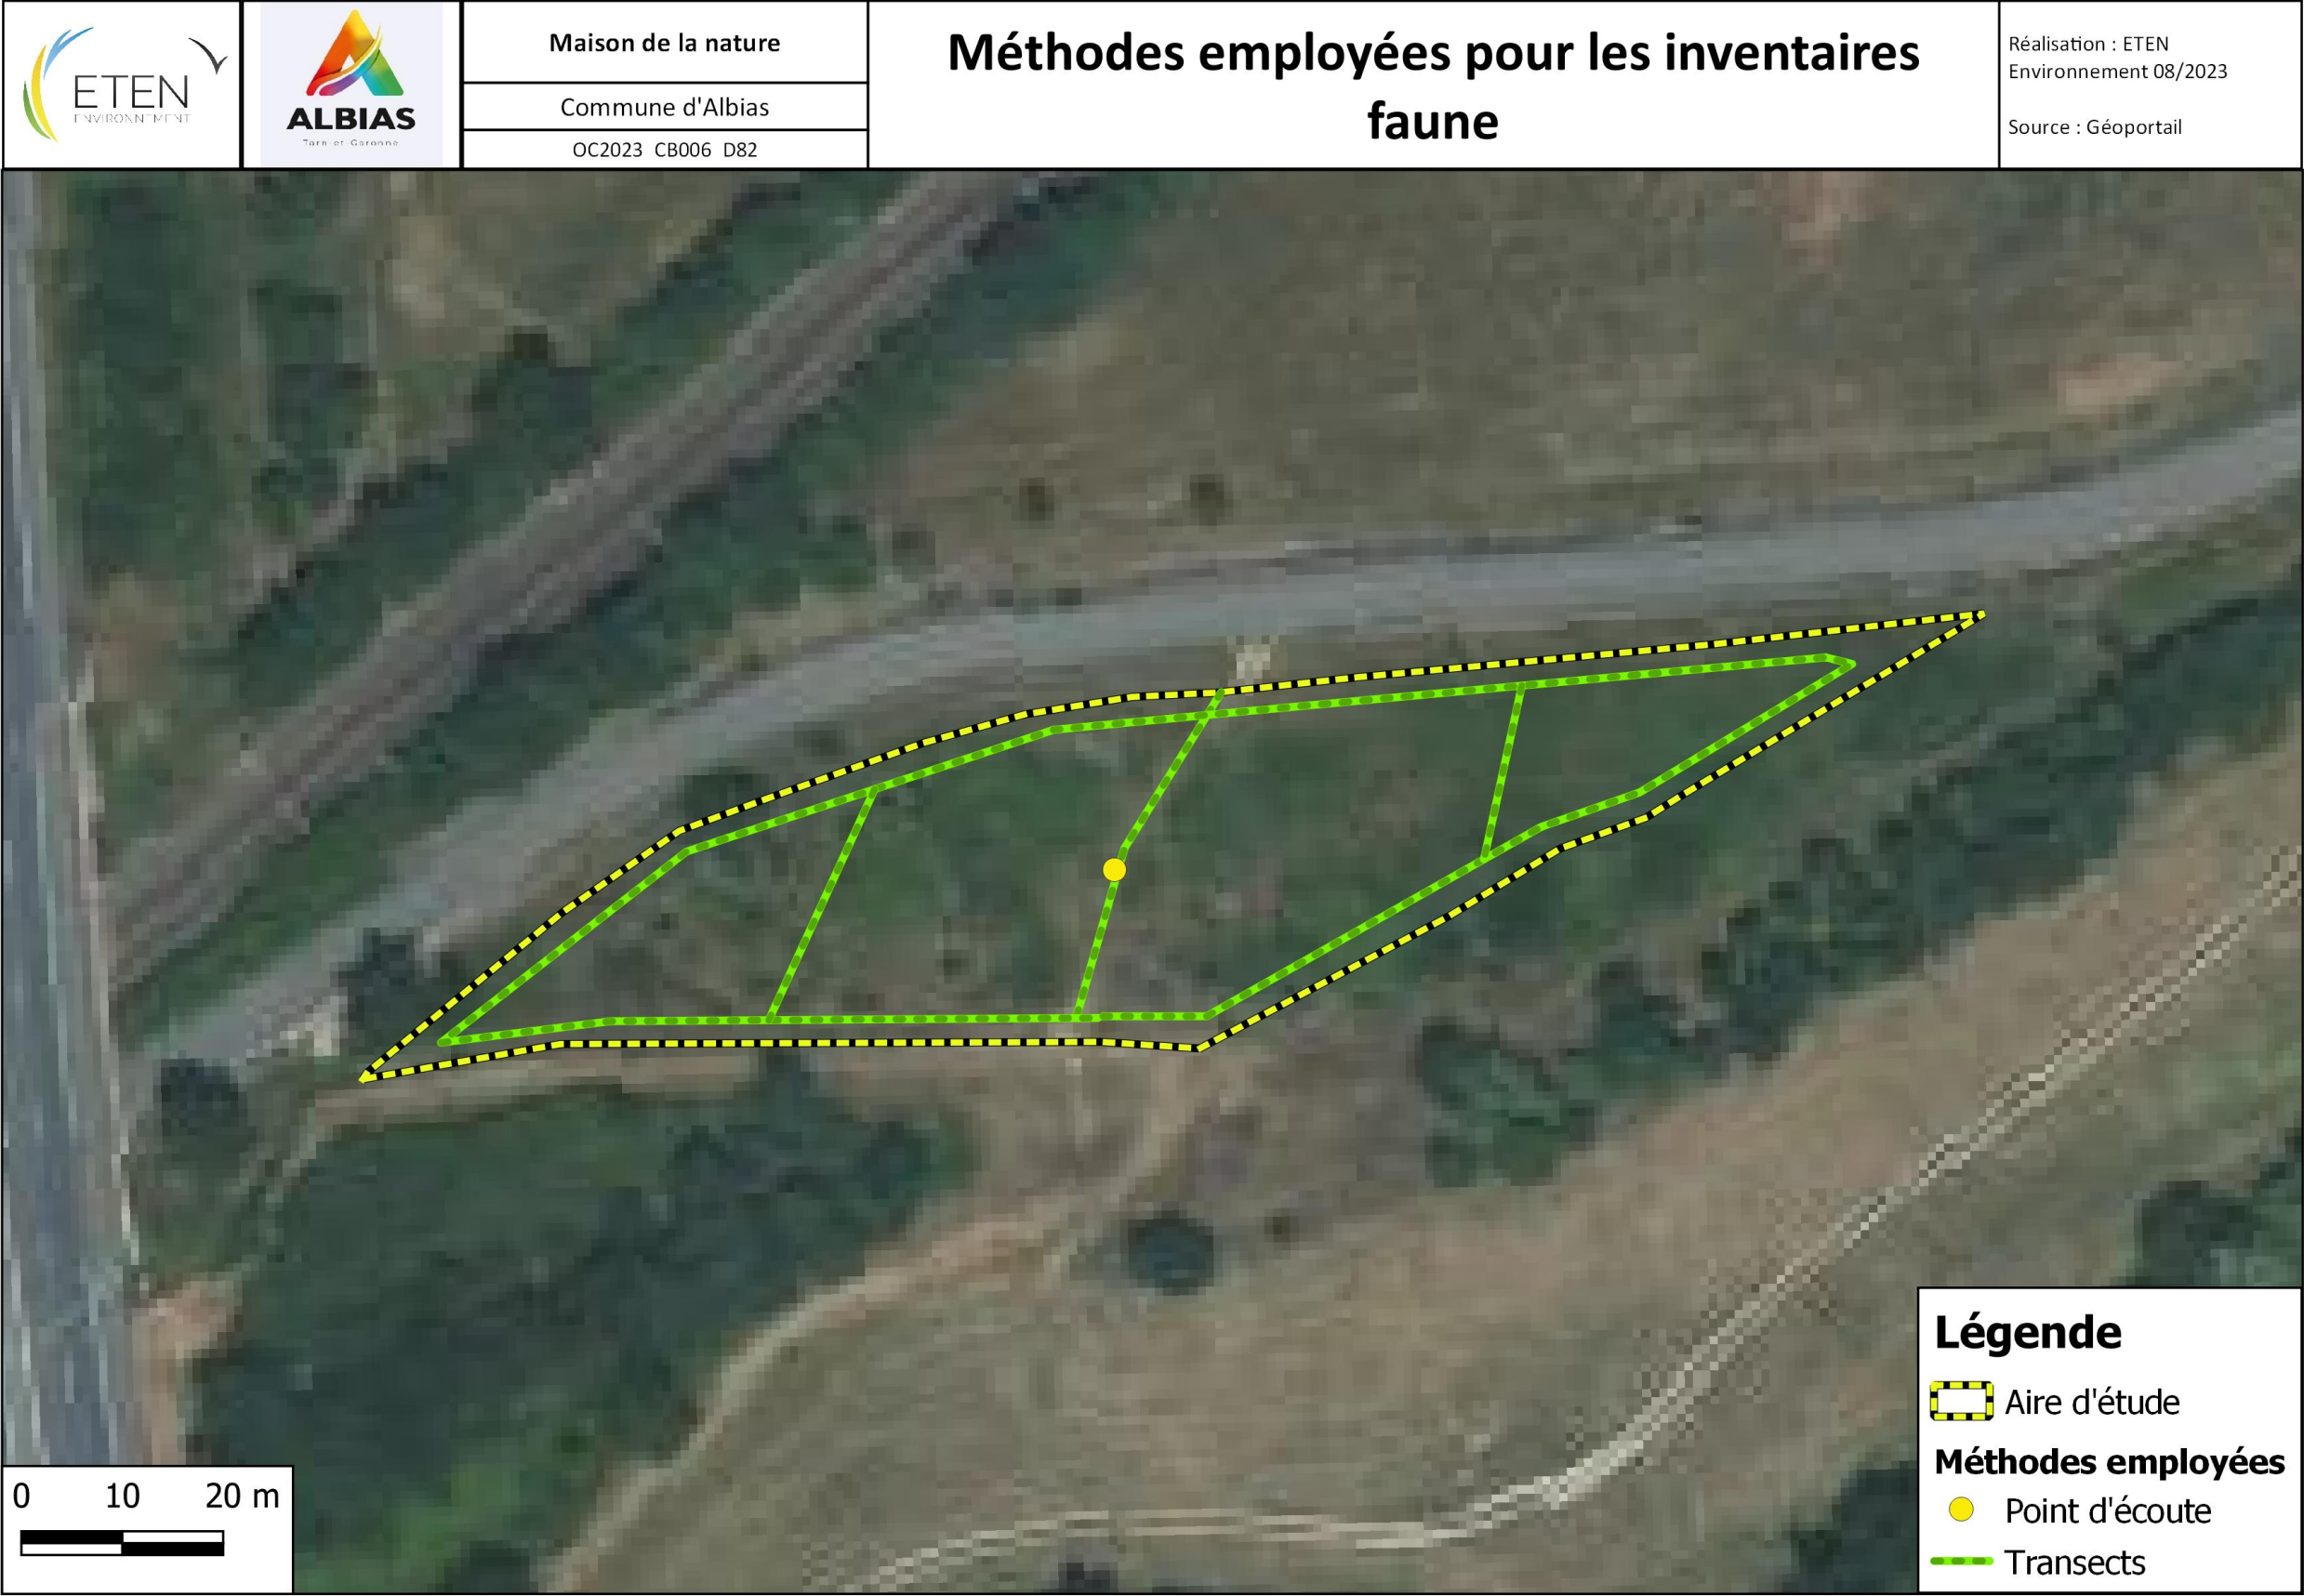 ETEN
ENVIRONNEMENT
ALBIAS
Tarn-et-Garonne
Maison de la nature
Commune d'Albias
OC2023 CB006 D82
Méthodes employées pour les inventaires
faune
Réalisation : ETEN
Environnement 08/2023
Source : Géoportail
Légende
Aire d'étude
Méthodes employées
Point d'écoute
Transects
0 10 20 m